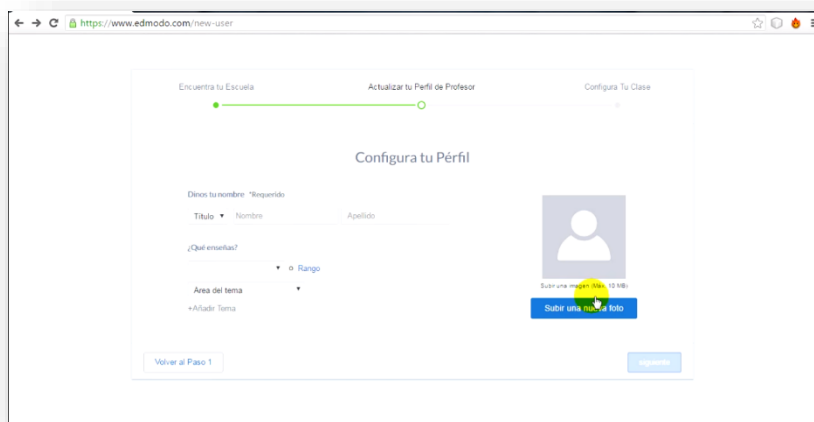 https://www.edmodo.com/new-user
Encuentra tu Escuela
Actualizar tu Perfil de Profesor
Configura Tu Clase
Configura tu Pérfil
Dinos tu nombre *Requerido
Título Nombre Apellido
¿Qué enseñas?
o Rango
Area del tema
+Añadir Tema
Subir una imagen (Máx. 13 MB)
Subir una nueva foto
Volver al Paso 1
siguiente